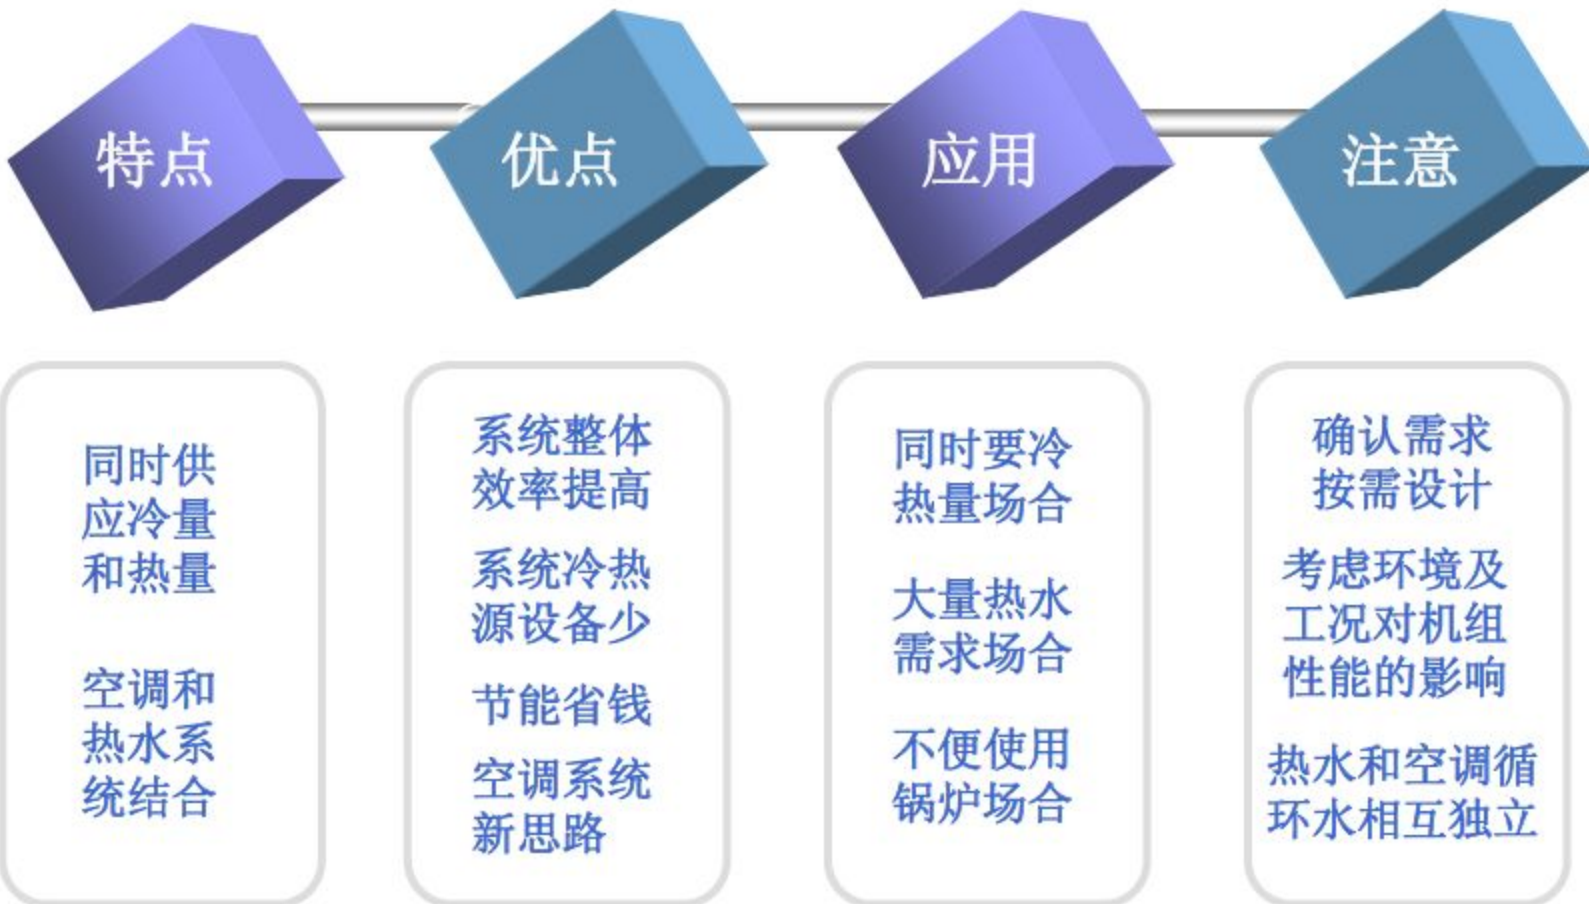 特点
优点
应用
注意
同时供
应冷量
和热量
空调和
热水系
统结合
系统整体
效率提高
系统冷热
源设备少
节能省钱
空调系统
新思路
同时要冷
热量场合
大量热水
需求场合
不便使用
锅炉场合
确认需求
按需设计
考虑环境及
工况对机组
性能的影响
热水和空调循
环水相互独立